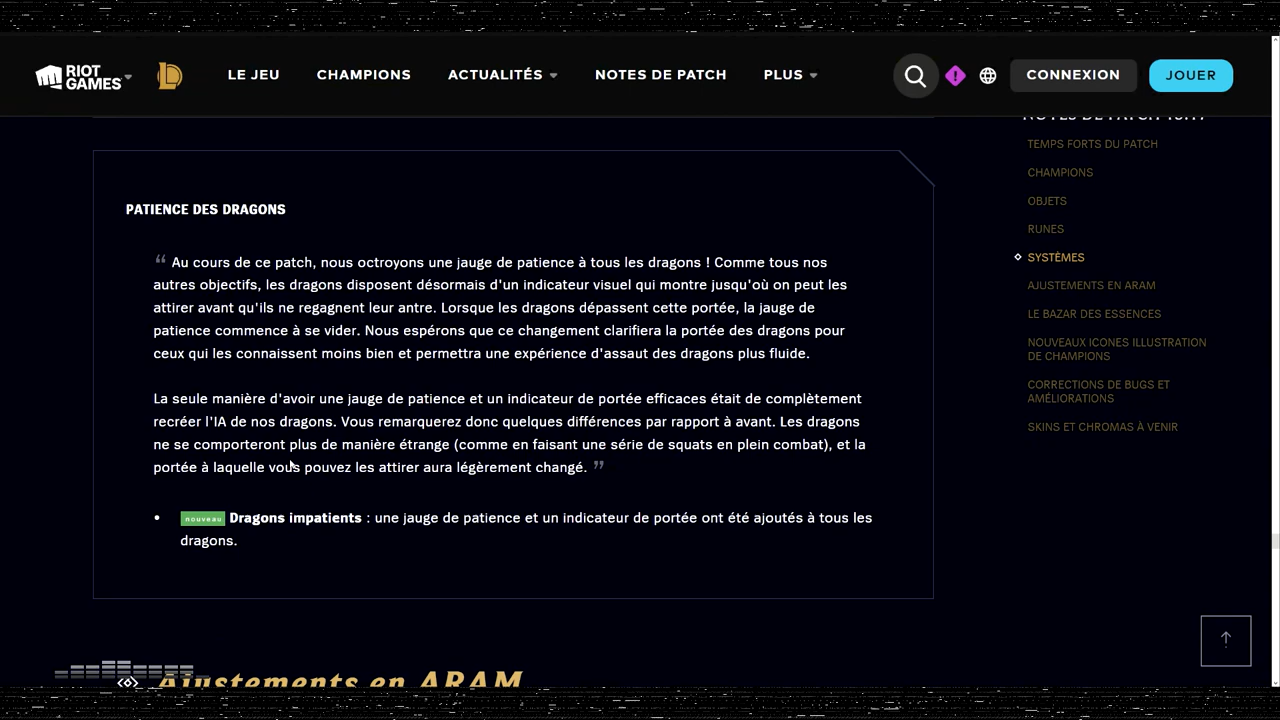 RIOT
GAMES
LE JEU
CHAMPIONS
ACTUALITÉS
NOTES DE PATCH
PLUS
CONNEXION
JOUER
TEMPS FORTS DU PATCH
CHAMPIONS
OBJETS
RUNES
SYSTÈMES
AJUSTEMENTS EN ARAM
LE BAZAR DES ESSENCES
NOUVEAUX ICONES ILLUSTRATION
DE CHAMPIONS
CORRECTIONS DE BUGS ET
AMÉLIORATIONS
SKINS ET CHROMAS À VENIR
PATIENCE DES DRAGONS
“ Au cours de ce patch, nous octroyons une jauge de patience à tous les dragons ! Comme tous nos
autres objectifs, les dragons disposent désormais d'un indicateur visuel qui montre jusqu'où on peut les
attirer avant qu'ils ne regagnent leur antre. Lorsque les dragons dépassent cette portée, la jauge de
patience commence à se vider. Nous espérons que ce changement clarifiera la portée des dragons pour
ceux qui les connaissent moins bien et permettra une expérience d'assaut des dragons plus fluide.
La seule manière d'avoir une jauge de patience et un indicateur de portée efficaces était de complètement
recréer l'IA de nos dragons. Vous remarquerez donc quelques différences par rapport à avant. Les dragons
ne se comporteront plus de manière étrange (comme en faisant une série de squats en plein combat), et la
portée à laquelle vous pouvez les attirer aura légèrement changé. ”
• nouveau Dragons impatients : une jauge de patience et un indicateur de portée ont été ajoutés à tous les
dragons.
Ajustements en ARAM